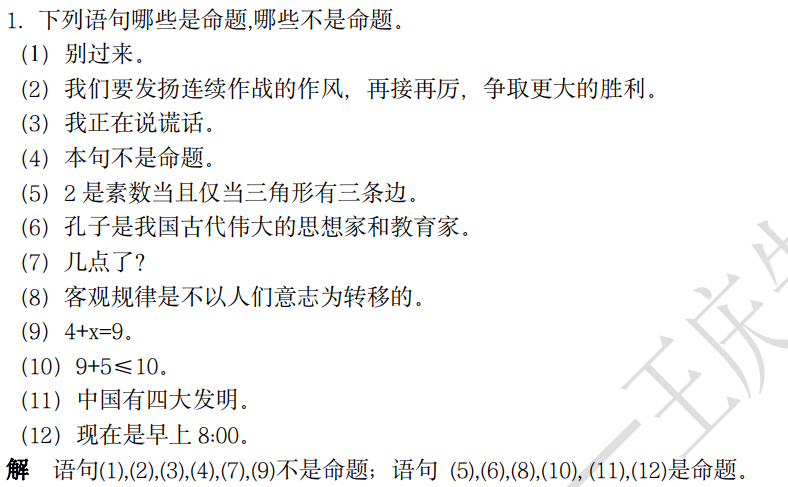 1. 下列语句哪些是命题,哪些不是命题。
(1) 别过来。
(2) 我们要发扬连续作战的作风，再接再厉，争取更大的胜利。
(3) 我正在说谎话。
(4) 本句不是命题。
(5) 2 是素数当且仅当三角形有三条边。
(6) 孔子是我国古代伟大的思想家和教育家。
(7) 几点了?
(8) 客观规律是不以人们意志为转移的。
(9) 4+x=9。
(10) 9+5≤10。
(11) 中国有四大发明。
(12) 现在是早上 8:00。
解 语句(1),(2),(3),(4),(7),(9)不是命题；语句 (5),(6),(8),(10), (11),(12)是命题。
一王庆